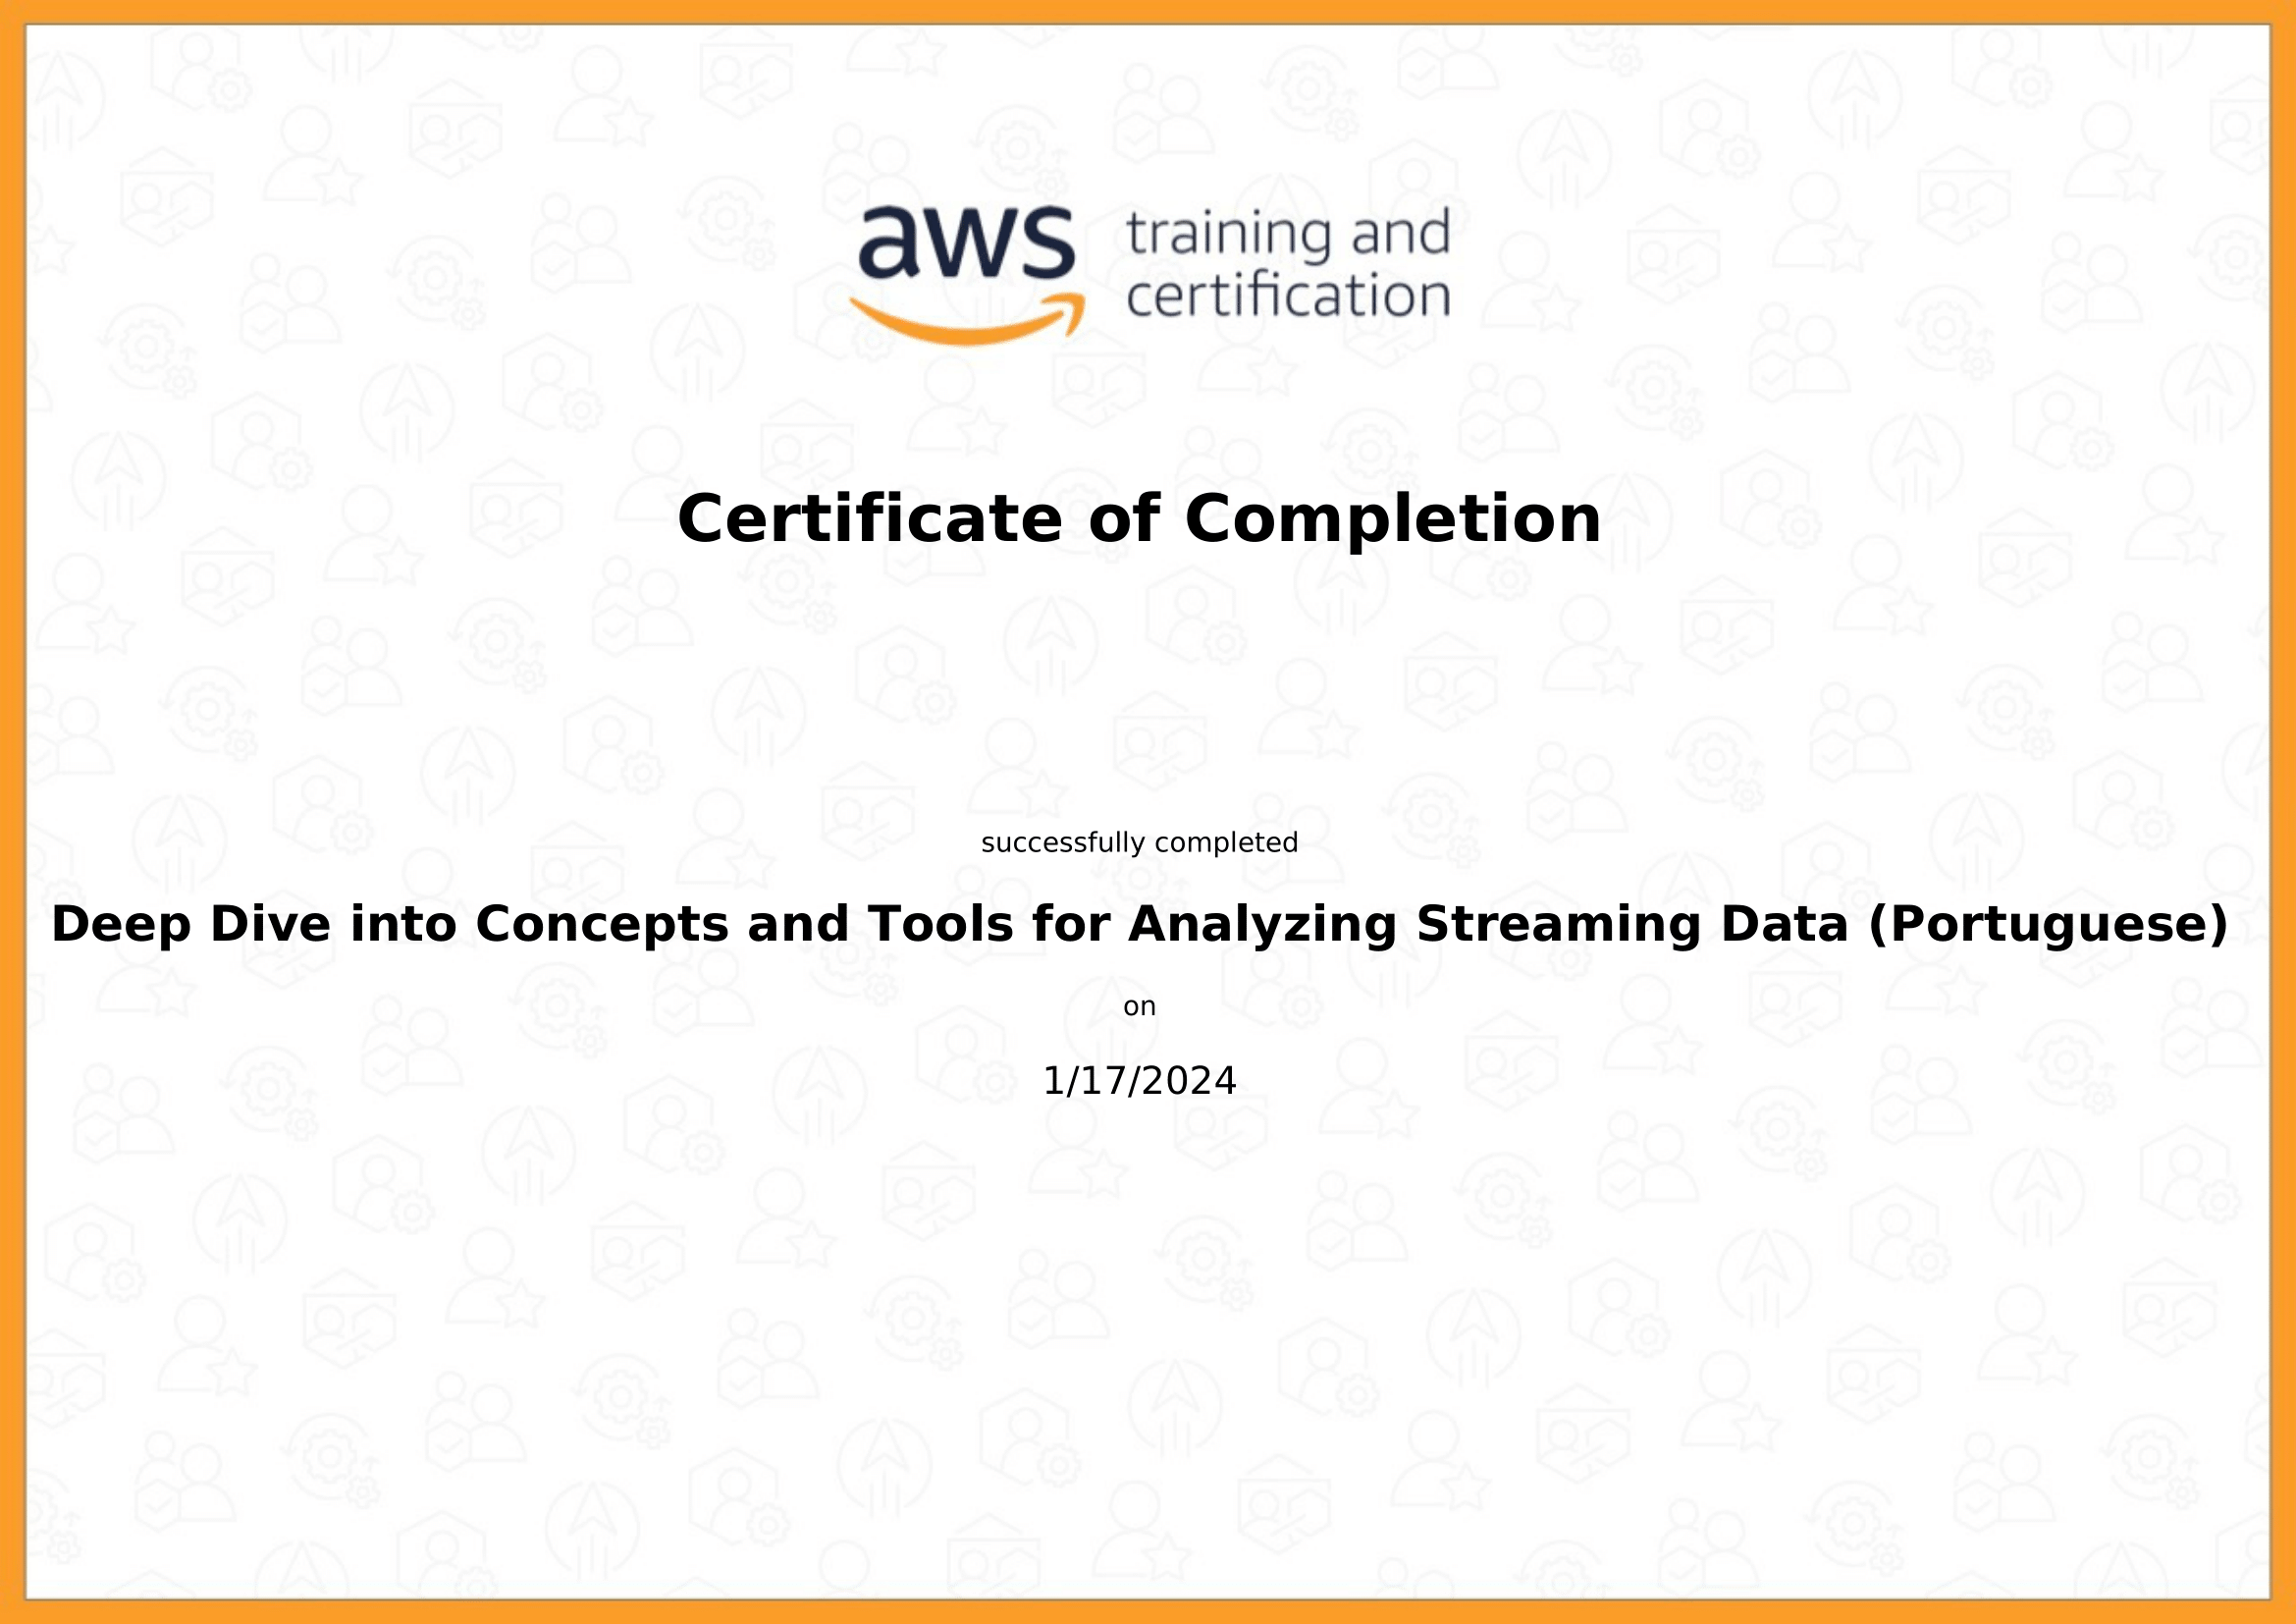 aws training and
certification
Certificate of Completion
successfully completed
Deep Dive into Concepts and Tools for Analyzing Streaming Data (Portuguese)
on
1/17/2024